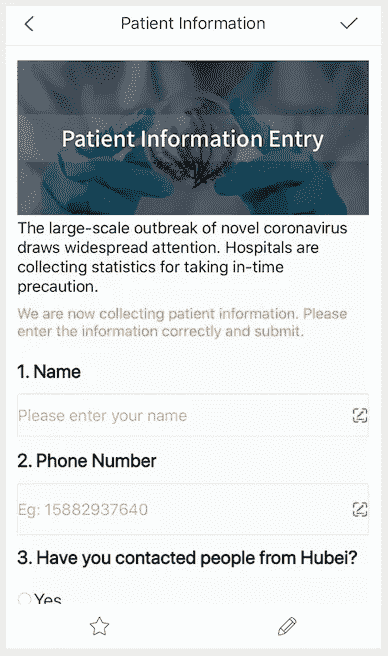 Patient Information
Patient Information Entry
The large-scale outbreak of novel coronavirus
draws widespread attention. Hospitals are
collecting statistics for taking in-time
precaution.
We are now collecting patient information. Please
enter the information correctly and submit.
1. Name
Please enter your name
2. Phone Number
Eg: 15882937640
3. Have you contacted people from Hubei?
Yes